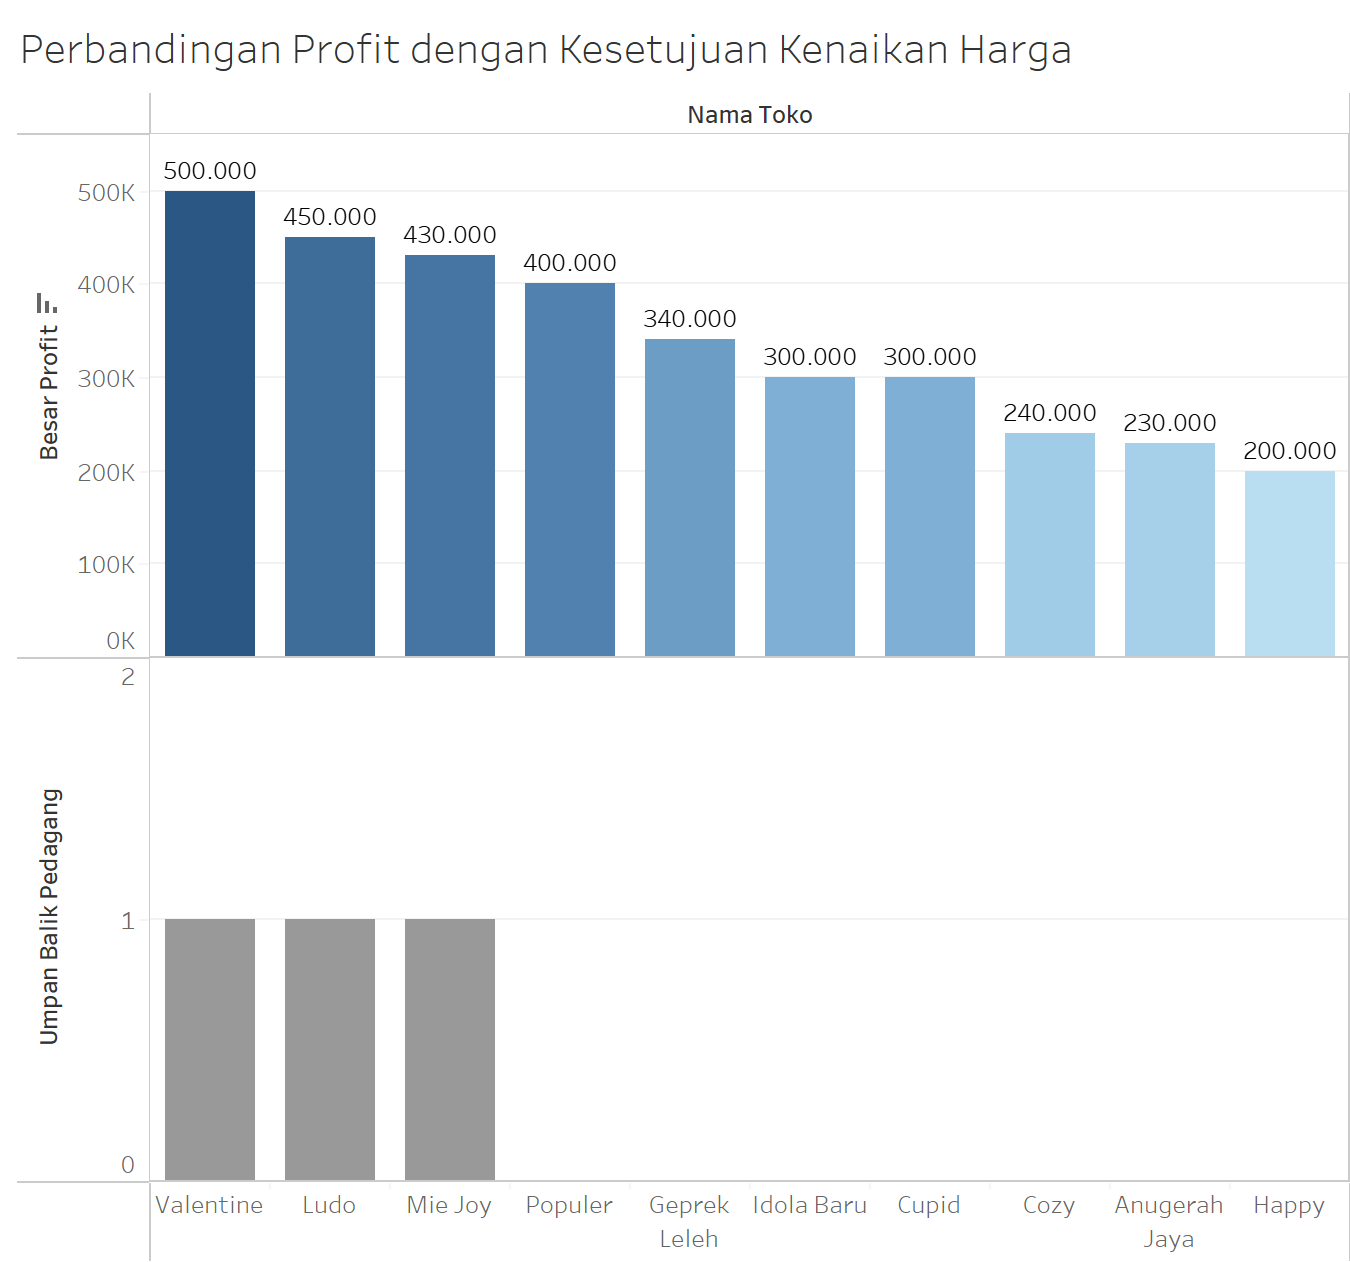 Perbandingan Profit dengan Kesetujuan Kenaikan Harga
Nama Toko
Besar Profit
500K
400K
300K
200K
100K
0K
500.000
450.000
430.000
400.000
340.000
300.000
300.000
240.000
230.000
200.000
Umpan Balik Pedagang
2
1
0
Valentine
Ludo
Mie Joy
Populer
Geprek
Leleh
Idola Baru
Cupid
Cozy
Anugerah
Jaya
Happy